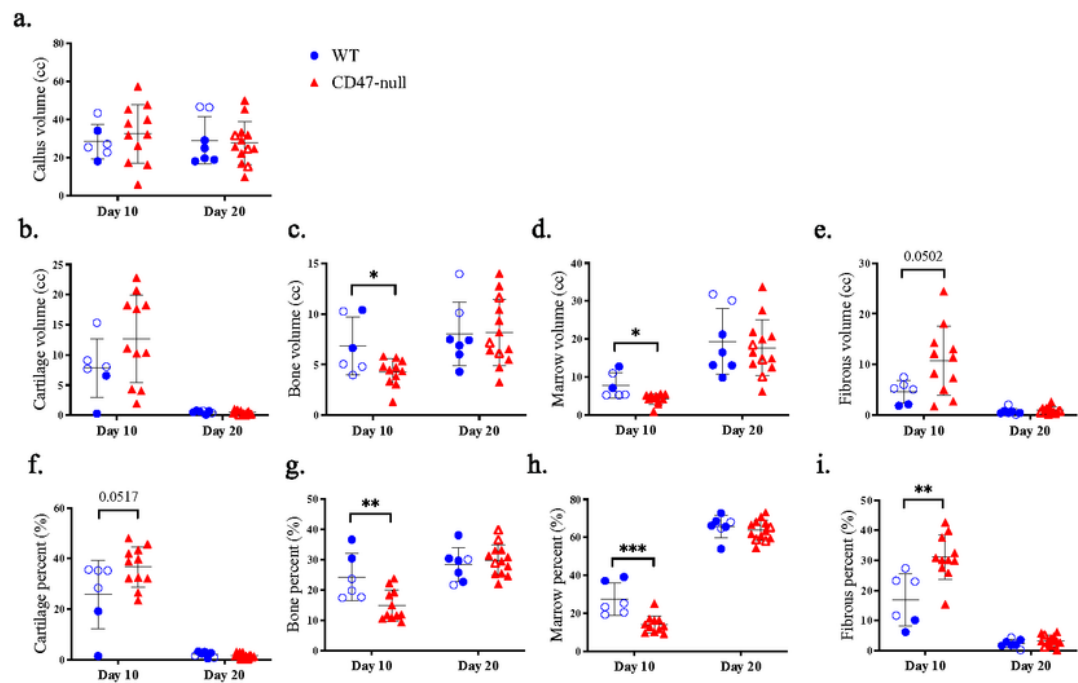 a.
Callus volume (cc)
80
60
40
20
0
Day 10
Day 20
WT
CD47-null
b.
Cartilage volume (cc)
25
20
15
10
5
0
Day 10
Day 20
c.
Bone volume (cc)
15
10
5
0
*
Day 10
Day 20
d.
Marrow volume (cc)
40
30
20
10
0
*
Day 10
Day 20
e.
Fibrous volume (cc)
30
20
10
0
0.0502
Day 10
Day 20
f.
Cartilage percent (%)
60
40
20
0
0.0517
Day 10
Day 20
g.
Bone percent (%)
50
40
30
20
10
0
**
Day 10
Day 20
h.
Marrow percent (%)
80
60
40
20
0
***
Day 10
Day 20
i.
Fibrous percent (%)
50
40
30
20
10
0
**
Day 10
Day 20